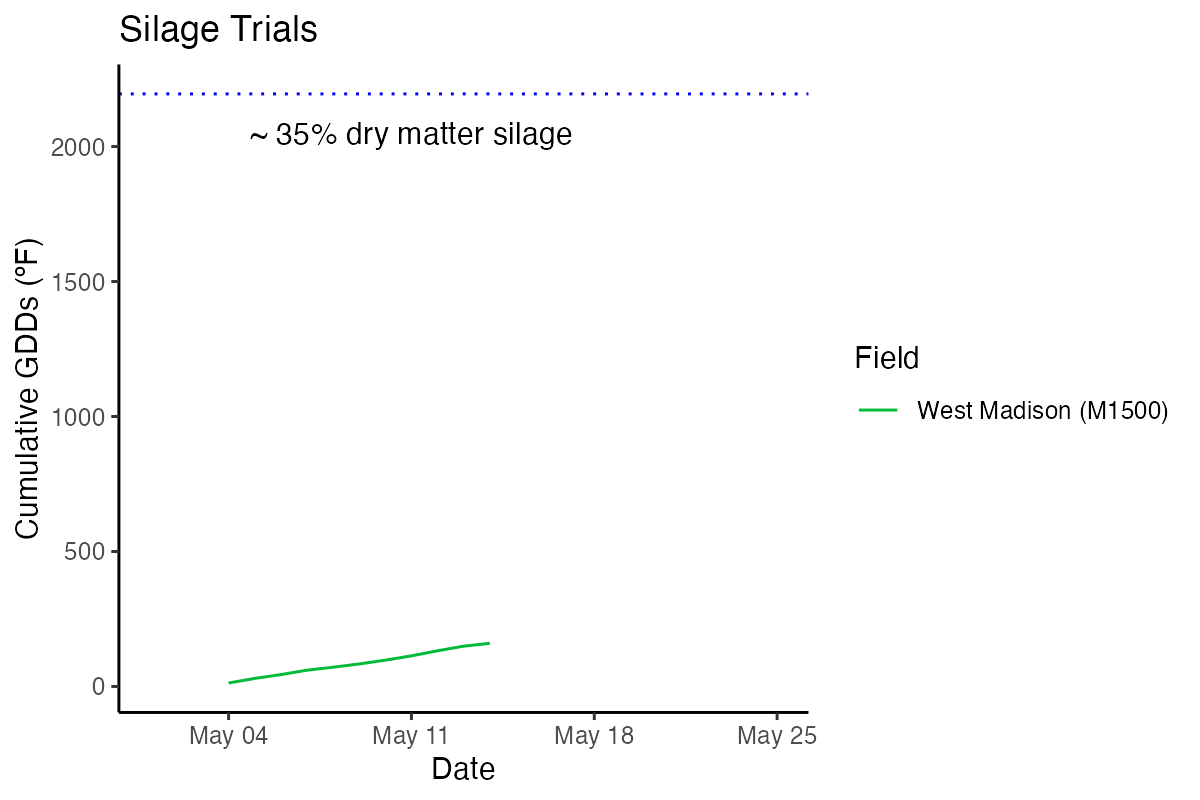 Silage Trials
~ 35% dry matter silage
2000
1500
1000
500
0
Cumulative GDDs (°F)
May 04
May 11
May 18
May 25
Date
Field
West Madison (M1500)